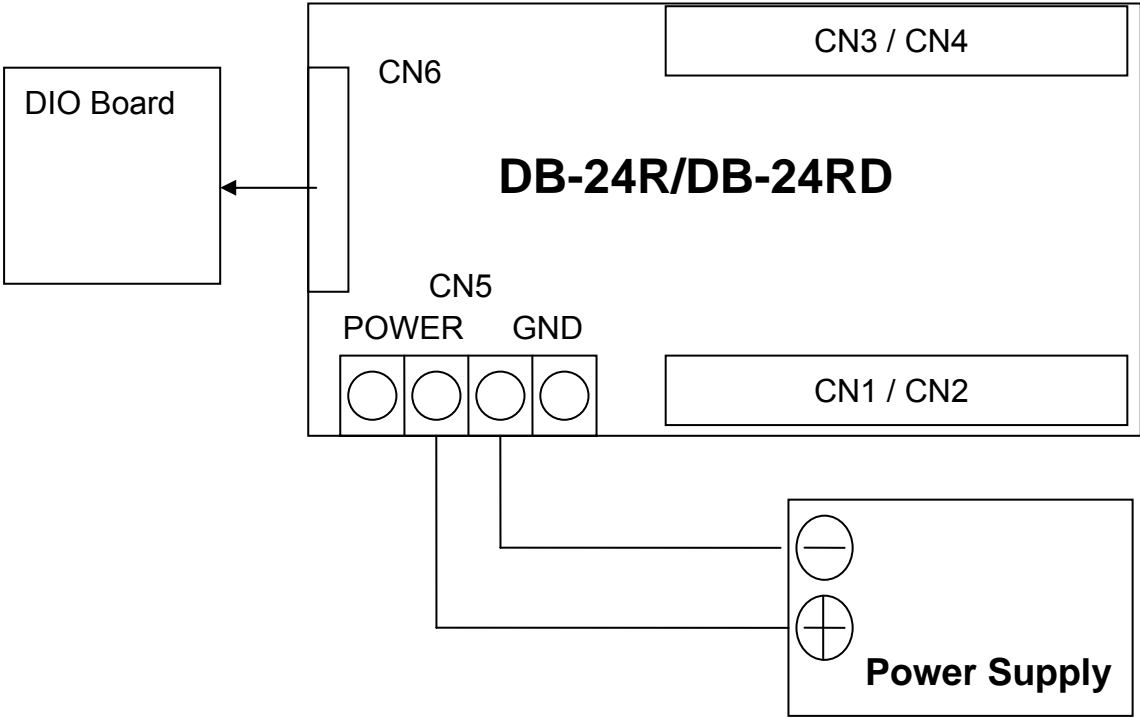 CN3 / CN4
CN6
DIO Board
DB-24R/DB-24RD
CN5
POWER GND
CN1 / CN2
Power Supply